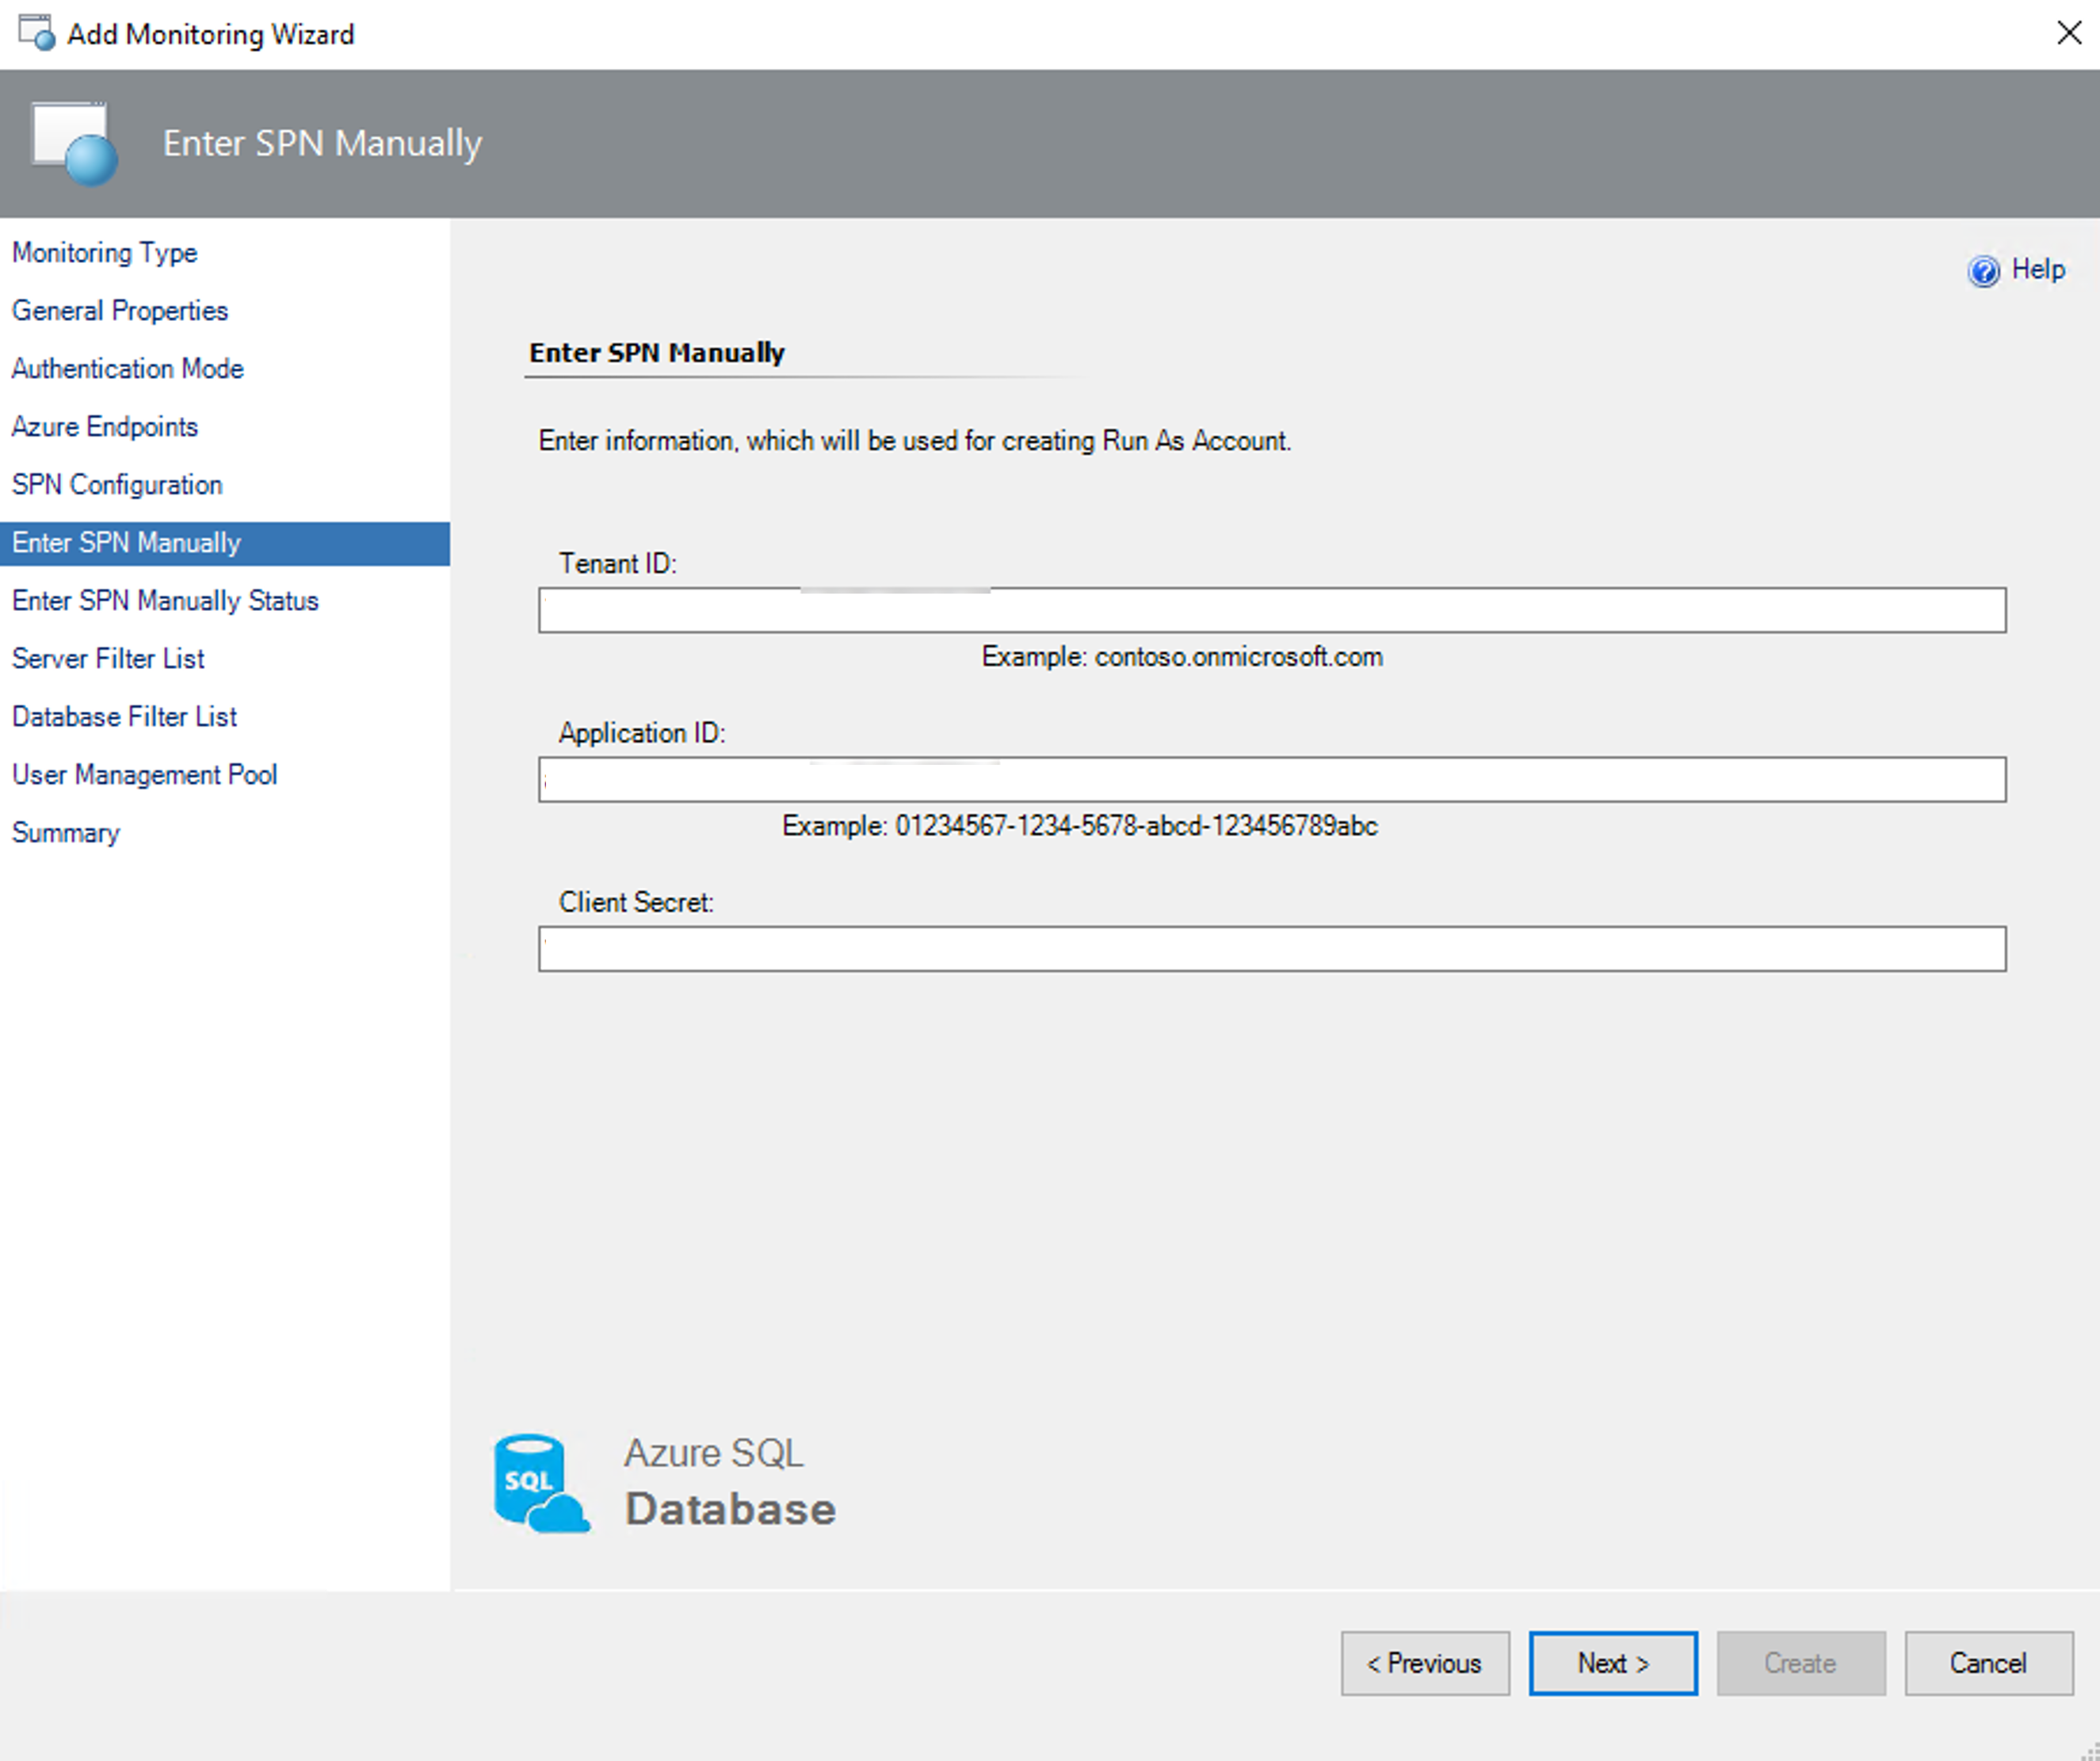 Add Monitoring Wizard
Enter SPN Manually
Monitoring Type
General Properties
Authentication Mode
Azure Endpoints
SPN Configuration
Enter SPN Manually
Enter SPN Manually Status
Server Filter List
Database Filter List
User Management Pool
Summary
Help
Enter SPN Manually
Enter information, which will be used for creating Run As Account.
Tenant ID:
Example: contoso.onmicrosoft.com
Application ID:
Example: 01234567-1234-5678-abcd-123456789abc
Client Secret:
SQL
Azure SQL
Database
< Previous
Next >
Create
Cancel